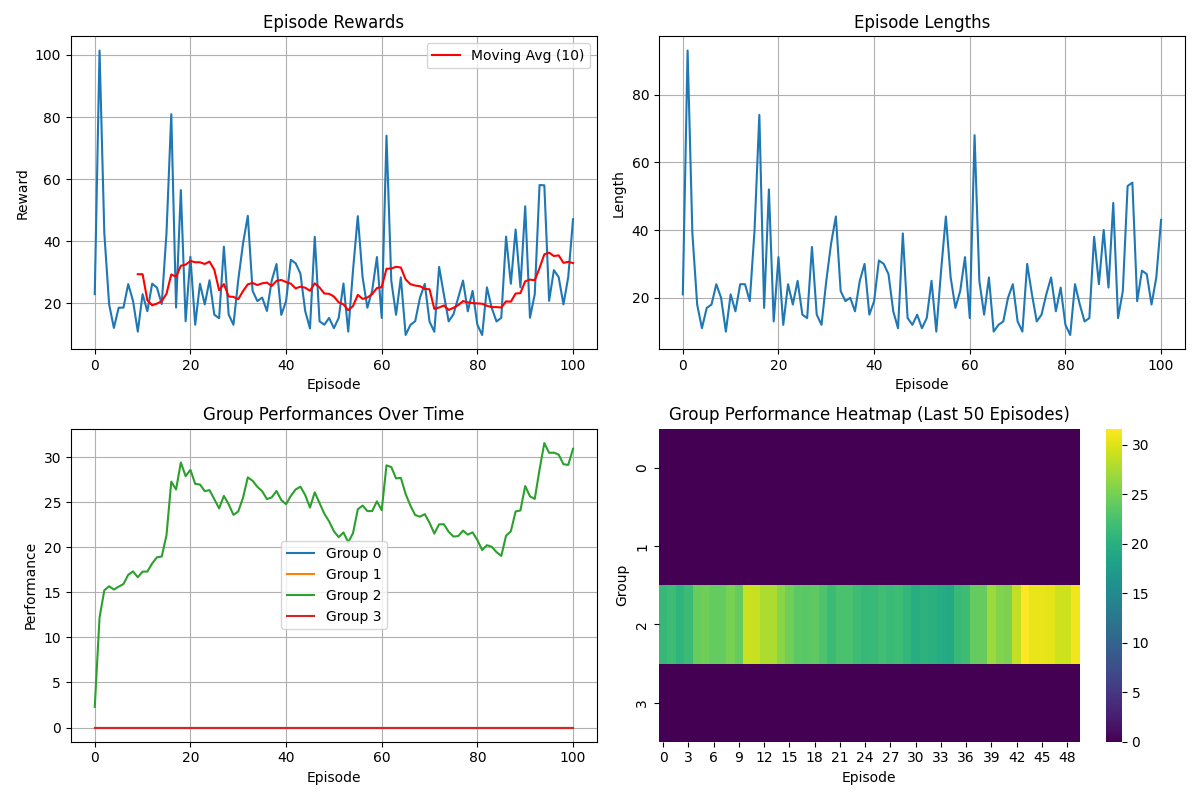 Episode Rewards
Moving Avg (10)
100
80
60
40
20
Reward
0 20 40 60 80 100
Episode
Episode Lengths
80
60
40
20
Length
0 20 40 60 80 100
Episode
Group Performances Over Time
30
25
20
15
10
5
0
Performance
Group 0
Group 1
Group 2
Group 3
0 20 40 60 80 100
Episode
Group Performance Heatmap (Last 50 Episodes)
0
1
2
3
Group
0 3 6 9 12 15 18 21 24 27 30 33 36 39 42 45 48
Episode
30
25
20
15
10
5
0